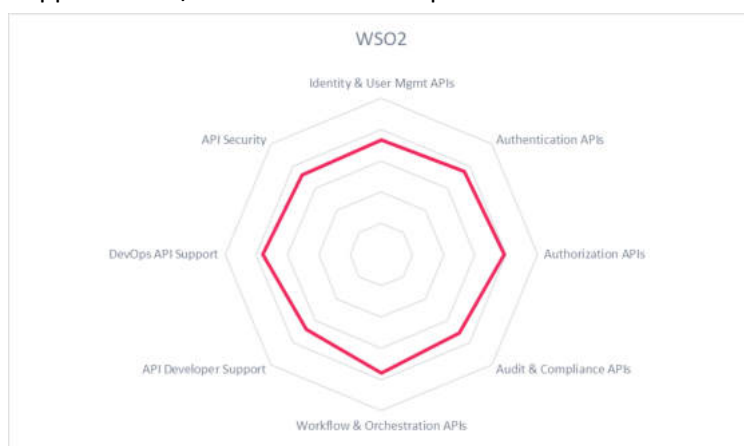 WSO2
Identity & User Mgmt APIs
API Security
Authentication APIs
DevOps API Support
Authorization APIs
API Developer Support
Audit & Compliance APIs
Workflow & Orchestration APIs